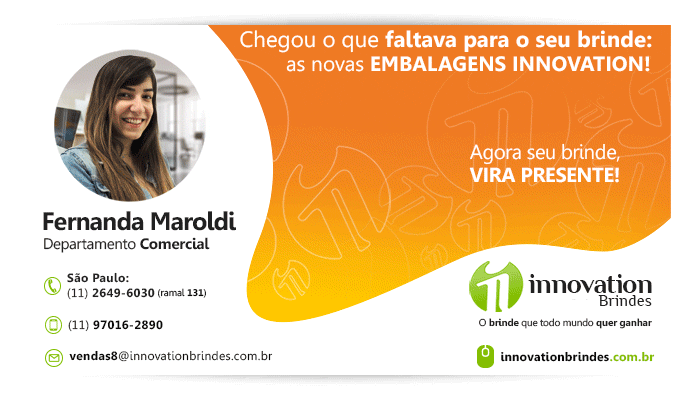 Chegou o que faltava para o seu brinde:
as novas EMBALAGENS INNOVATION!
Agora seu brinde,
VIRA PRESENTE!
Fernanda Maroldi
Departamento Comercial
São Paulo:
(11) 2649-6030 (ramal 131)
(11) 97016-2890
vendas8@innovationbrindes.com.br
innovation
Brindes
O brinde que todo mundo quer ganhar
innovationbrindes.com.br